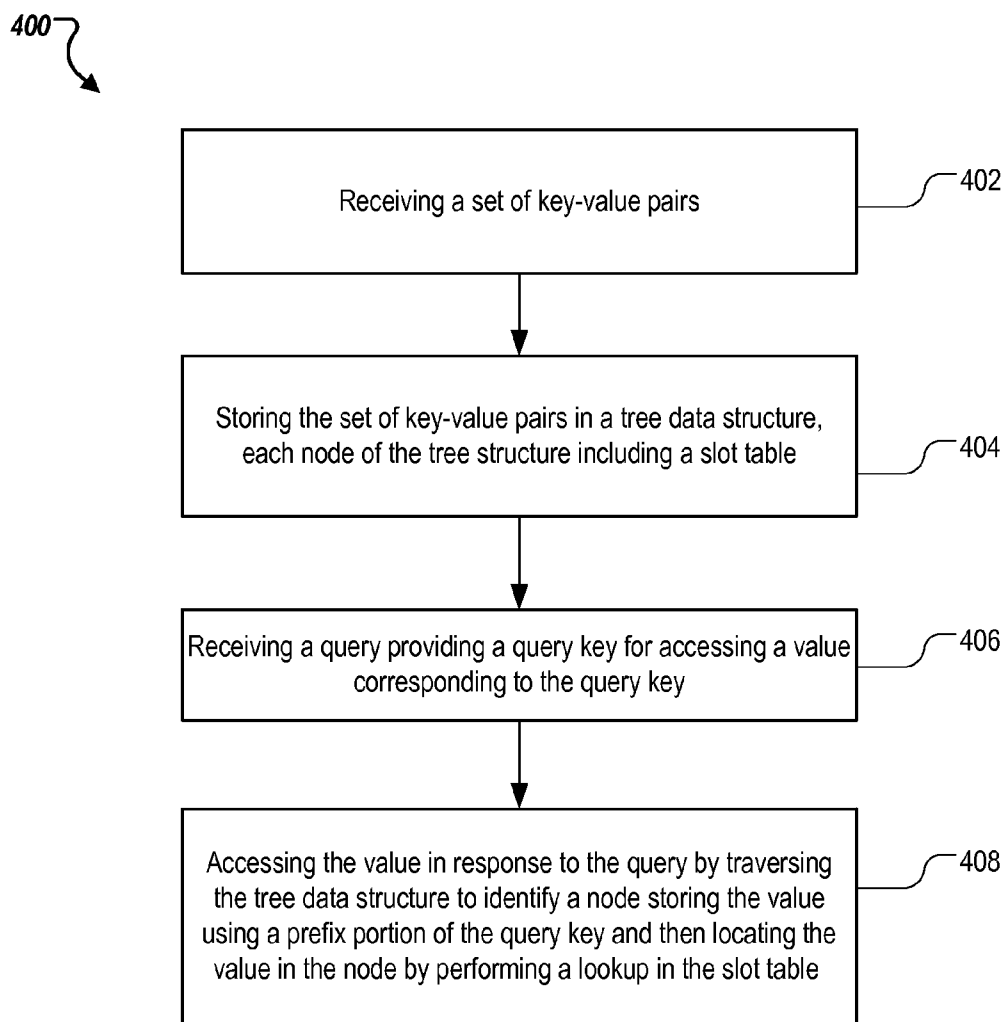 400
Receiving a set of key-value pairs
402
Storing the set of key-value pairs in a tree data structure,
each node of the tree structure including a slot table
404
Receiving a query providing a query key for accessing a value
corresponding to the query key
406
Accessing the value in response to the query by traversing
the tree data structure to identify a node storing the value
using a prefix portion of the query key and then locating the
value in the node by performing a lookup in the slot table
408